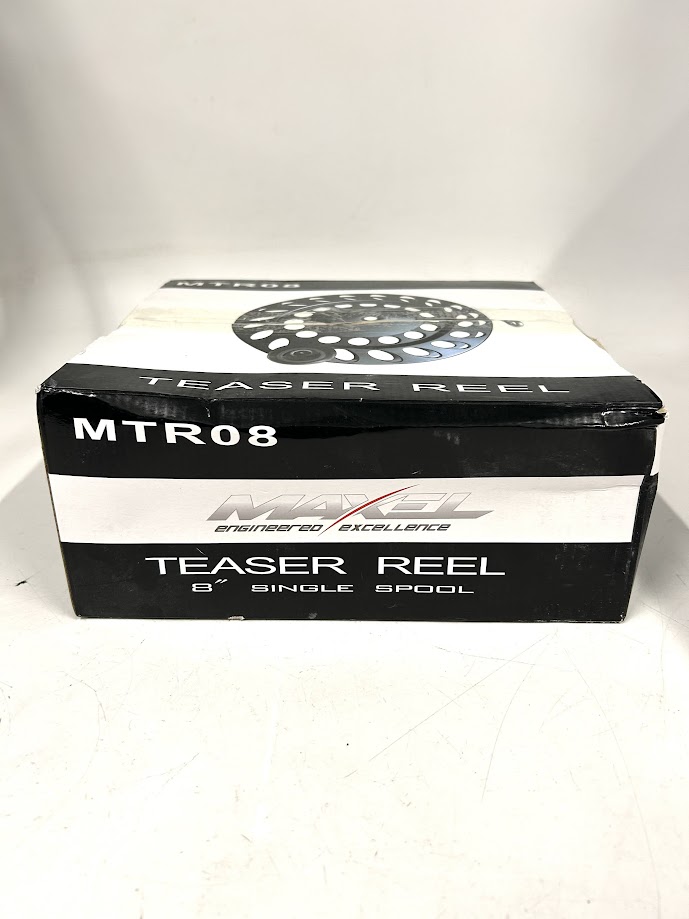 MTR08
TEASER REEL
MTR08
MAXEL
engineered excellence
TEASER REEL
8" SINGLE SPOOL